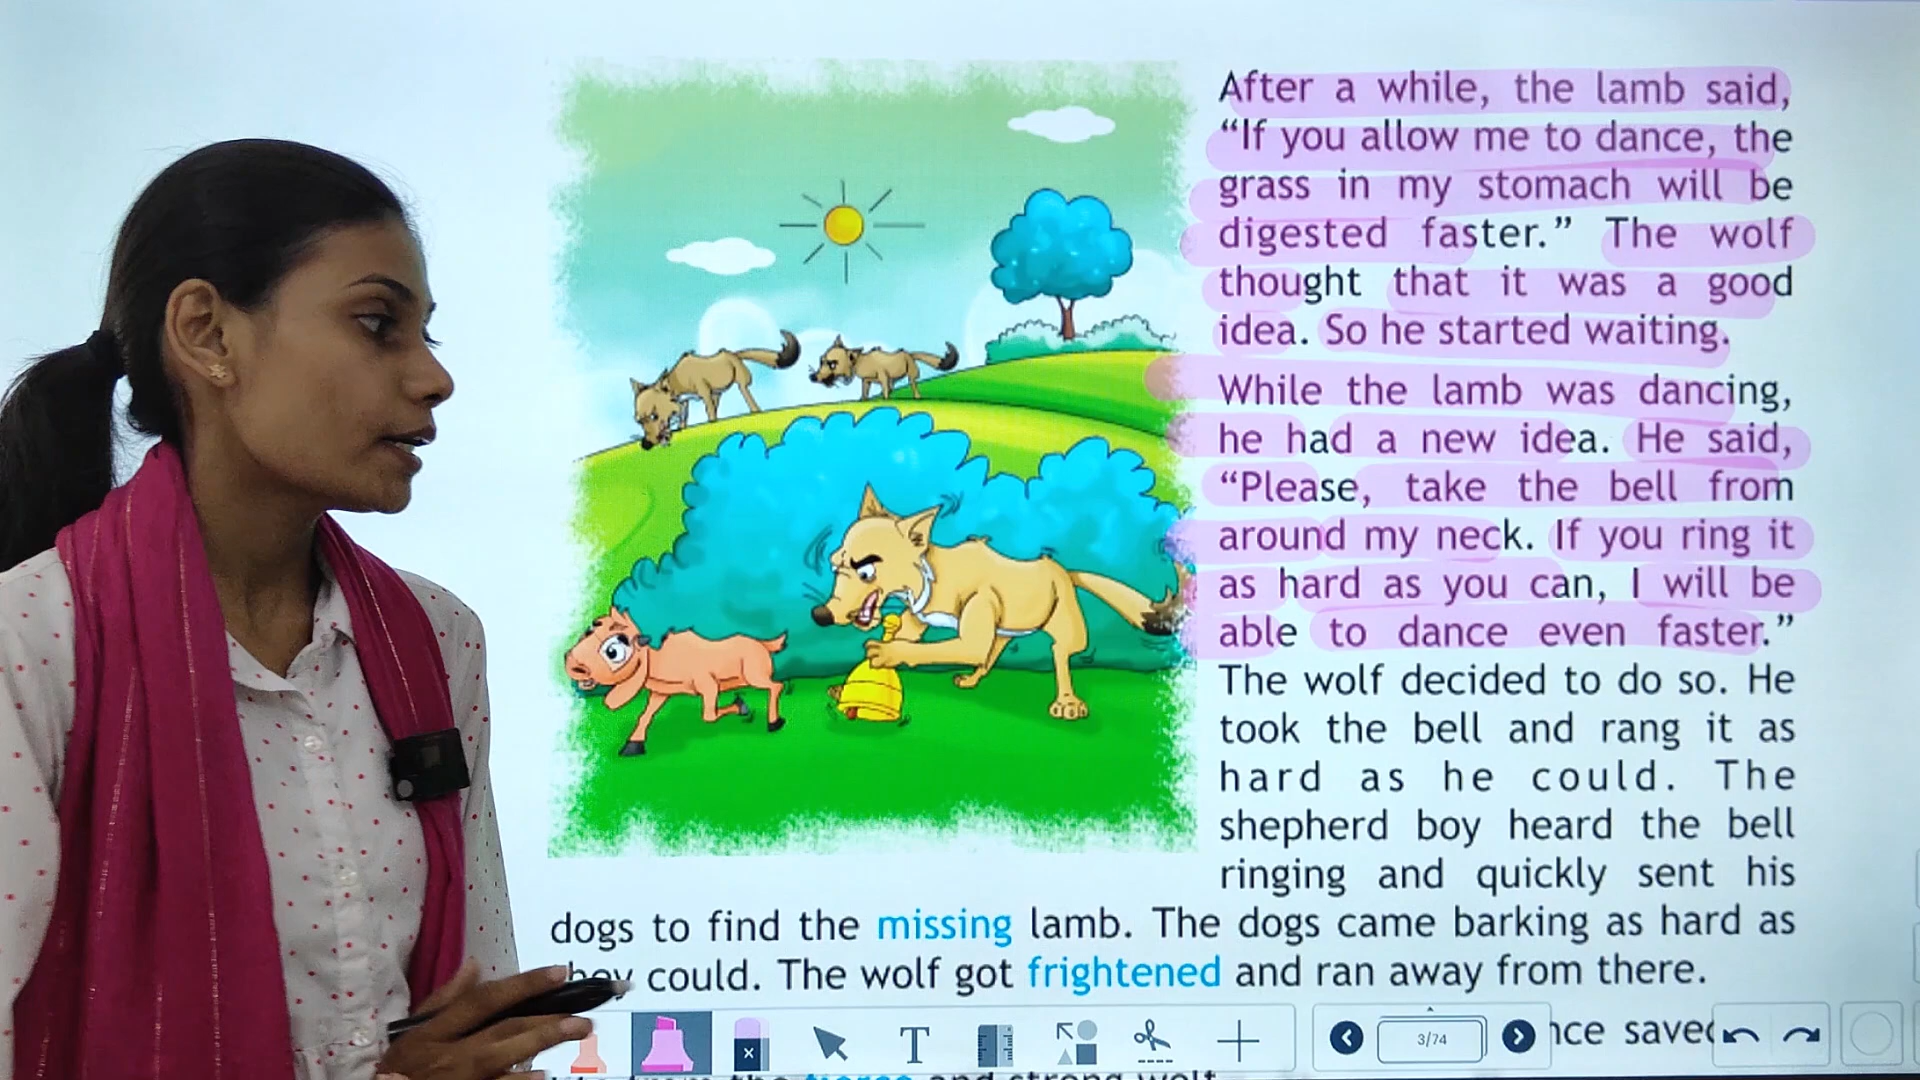 After a while, the lamb said,
“If you allow me to dance, the
grass in my stomach will be
digested faster.” The wolf
thought that it was a good
idea. So he started waiting.
While the lamb was dancing,
he had a new idea. He said,
“Please, take the bell from
around my neck. If you ring it
as hard as you can, I will be
able to dance even faster.”
The wolf decided to do so. He
took the bell and rang it as
hard as he could. The
shepherd boy heard the bell
ringing and quickly sent his
dogs to find the missing lamb. The dogs came barking as hard as
they could. The wolf got frightened and ran away from there.
saved
T
3/74
fierce and strong wolf